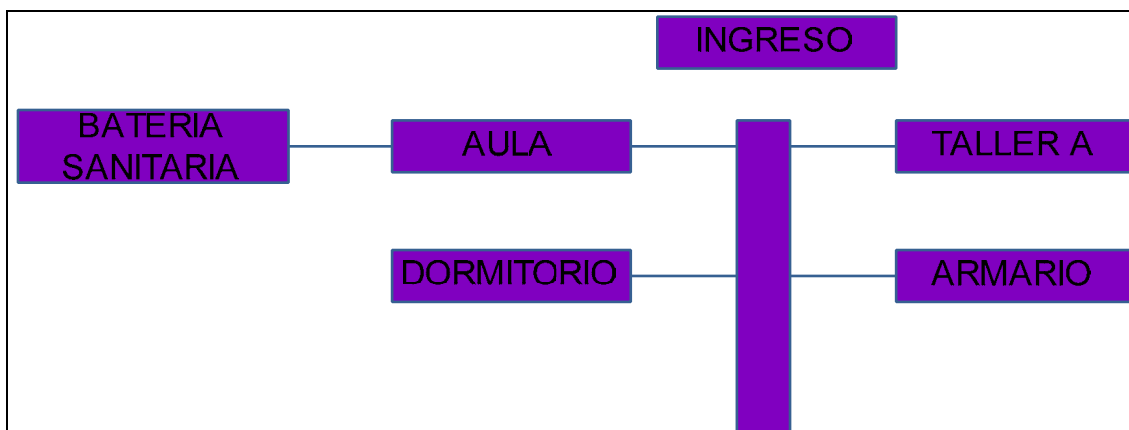 INGRESO
BATERIA
SANITARIA
AULA
TALLER A
DORMITORIO
ARMARIO